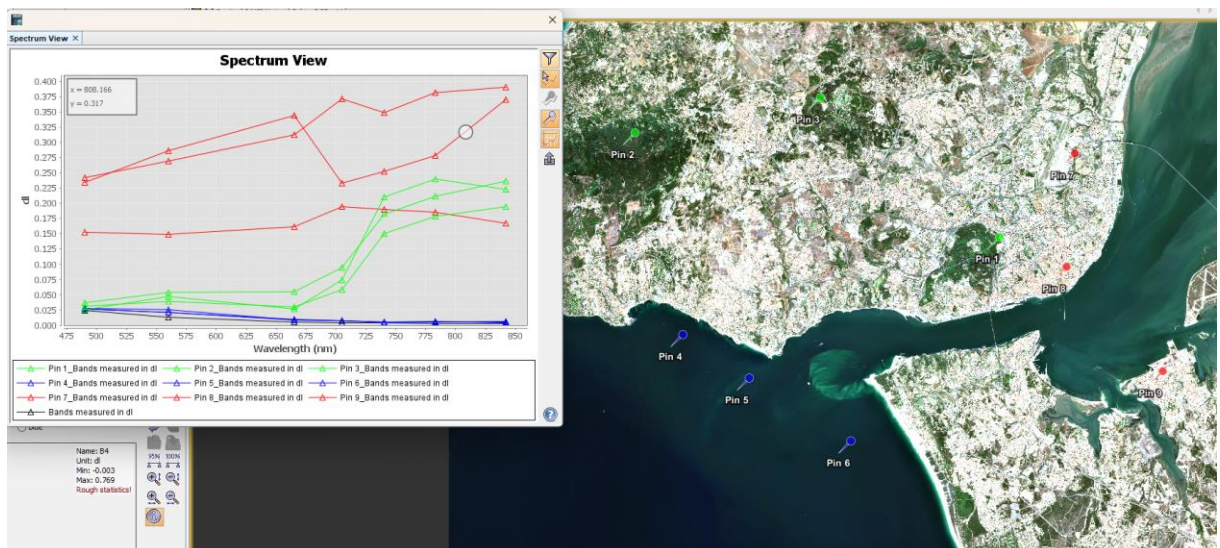 Spectrum View
Spectrum View
x = 808.166
y = 0.317
0.400
0.375
0.350
0.325
0.300
0.275
0.250
0.225
0.200
0.175
0.150
0.125
0.100
0.075
0.050
0.025
0.000
dl
475 500 525 550 575 600 625 650 675 700 725 750 775 800 825 850
Wavelength (nm)
Pin 1_Bands measured in dl Pin 2_Bands measured in dl Pin 3_Bands measured in dl
Pin 4_Bands measured in dl Pin 5_Bands measured in dl Pin 6_Bands measured in dl
Pin 7_Bands measured in dl Pin 8_Bands measured in dl Pin 9_Bands measured in dl
Bands measured in dl
Name: B4
Unit: dl
Min: -0.003
Max: 0.769
Rough statistics!
95% 100%
Pin 3
Pin 2
Pin 7
Pin 1
Pin 8
Pin 4
Pin 5
Pin 9
Pin 6